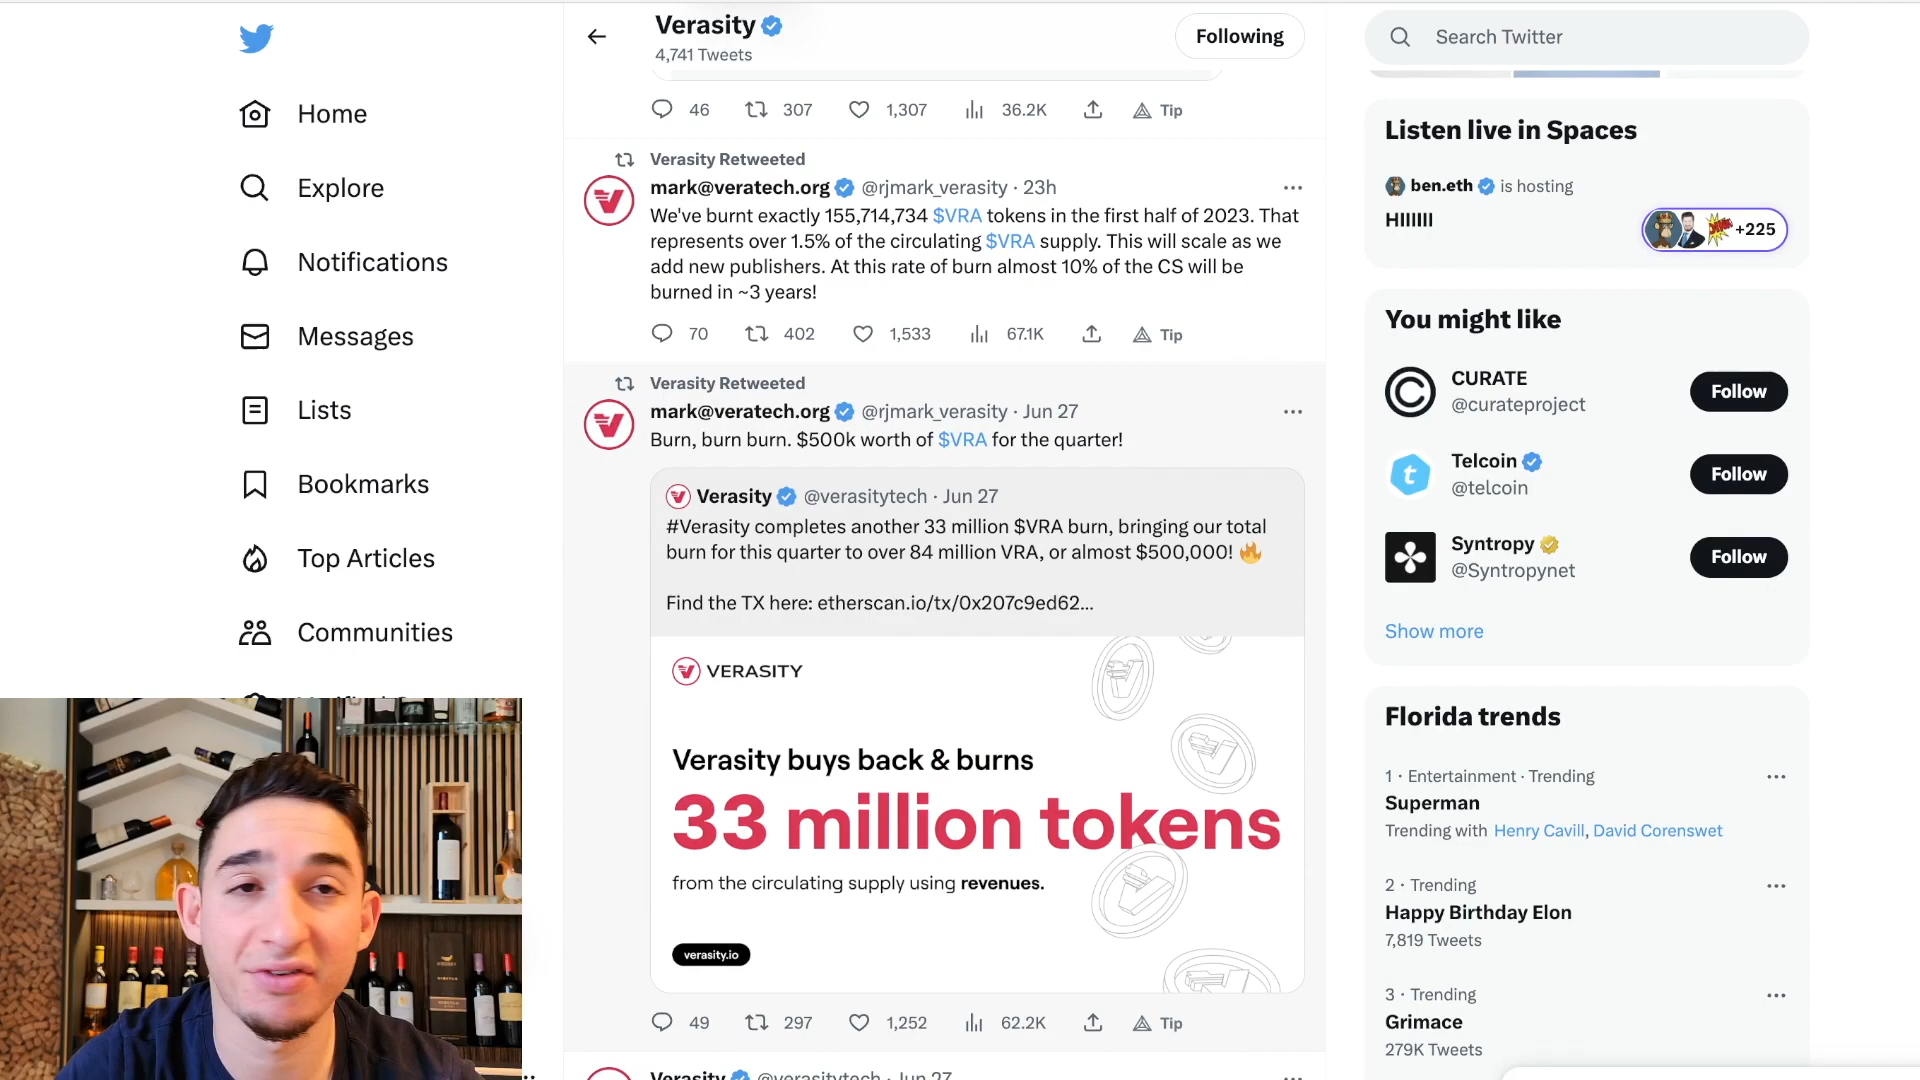 Verasity
4,741 Tweets
Following
Search Twitter
Home
Explore
Notifications
Messages
Lists
Bookmarks
Top Articles
Communities
46 307 1,307 36.2K Tip
Verasity Retweeted
mark@veratech.org @rjmark_verasity · 23h
We've burnt exactly 155,714,734 $VRA tokens in the first half of 2023. That
represents over 1.5% of the circulating $VRA supply. This will scale as we
add new publishers. At this rate of burn almost 10% of the CS will be
burned in ~3 years!
70 402 1,533 67.1K Tip
Verasity Retweeted
mark@veratech.org @rjmark_verasity · Jun 27
Burn, burn burn. $500k worth of $VRA for the quarter!
Verasity @verasitytech · Jun 27
#Verasity completes another 33 million $VRA burn, bringing our total
burn for this quarter to over 84 million VRA, or almost $500,000! 🔥
Find the TX here: etherscan.io/tx/0x207c9ed62...
VERASITY
Verasity buys back & burns
33 million tokens
from the circulating supply using revenues.
verasity.io
49 297 1,252 62.2K Tip
Verasity @verasitytech · Jun 27
Listen live in Spaces
ben.eth is hosting
HIIIIII
+225
You might like
CURATE
@curateproject
Follow
Telcoin
@telcoin
Follow
Syntropy
@Syntropynet
Follow
Show more
Florida trends
1 · Entertainment · Trending
Superman
Trending with Henry Cavill, David Corenswet
2 · Trending
Happy Birthday Elon
7,819 Tweets
3 · Trending
Grimace
279K Tweets